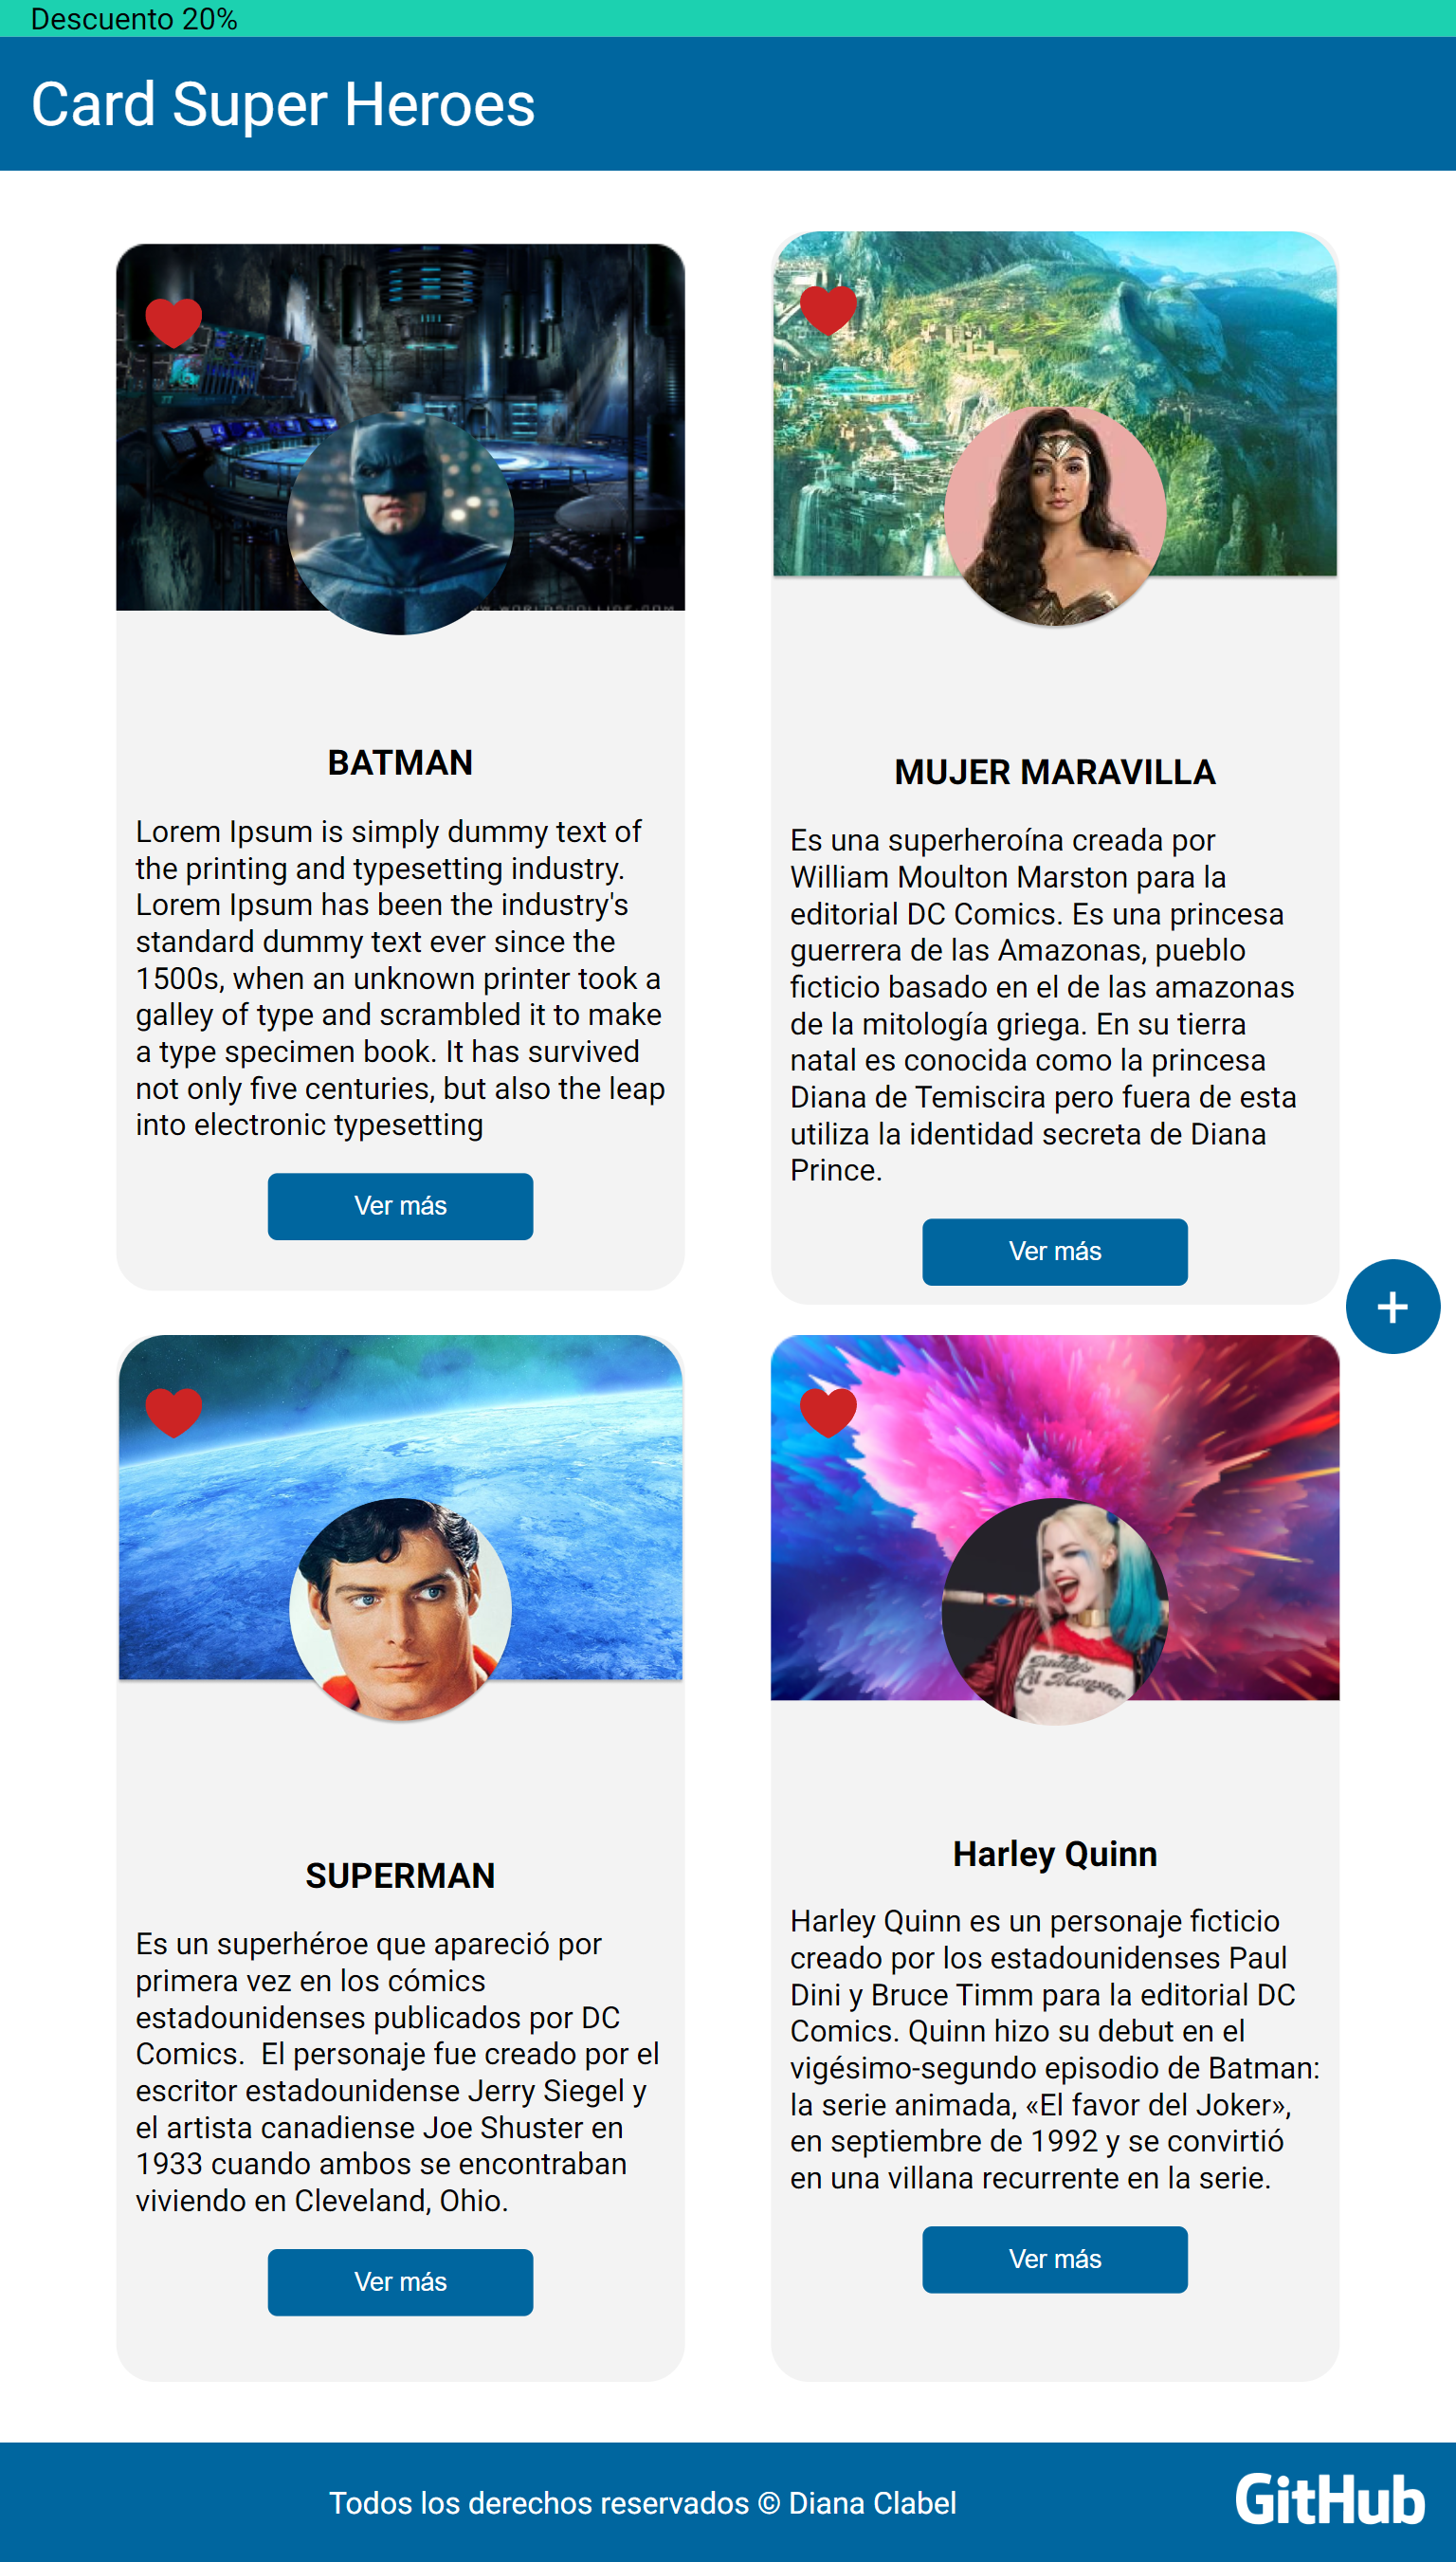 Descuento 20%
Card Super Heroes
BATMAN
Lorem Ipsum is simply dummy text of
the printing and typesetting industry.
Lorem Ipsum has been the industry's
standard dummy text ever since the
1500s, when an unknown printer took a
galley of type and scrambled it to make
a type specimen book. It has survived
not only five centuries, but also the leap
into electronic typesetting
Ver más
MUJER MARAVILLA
Es una superheroína creada por
William Moulton Marston para la
editorial DC Comics. Es una princesa
guerrera de las Amazonas, pueblo
ficticio basado en el de las amazonas
de la mitología griega. En su tierra
natal es conocida como la princesa
Diana de Temiscira pero fuera de esta
utiliza la identidad secreta de Diana
Prince.
Ver más
+
SUPERMAN
Es un superhéroe que apareció por
primera vez en los cómics
estadounidenses publicados por DC
Comics.  El personaje fue creado por el
escritor estadounidense Jerry Siegel y
el artista canadiense Joe Shuster en
1933 cuando ambos se encontraban
viviendo en Cleveland, Ohio.
Ver más
Daddy's
Lil Monster
Harley Quinn
Harley Quinn es un personaje ficticio
creado por los estadounidenses Paul
Dini y Bruce Timm para la editorial DC
Comics. Quinn hizo su debut en el
vigésimo-segundo episodio de Batman:
la serie animada, «El favor del Joker»,
en septiembre de 1992 y se convirtió
en una villana recurrente en la serie.
Ver más
Todos los derechos reservados © Diana Clabel
GitHub